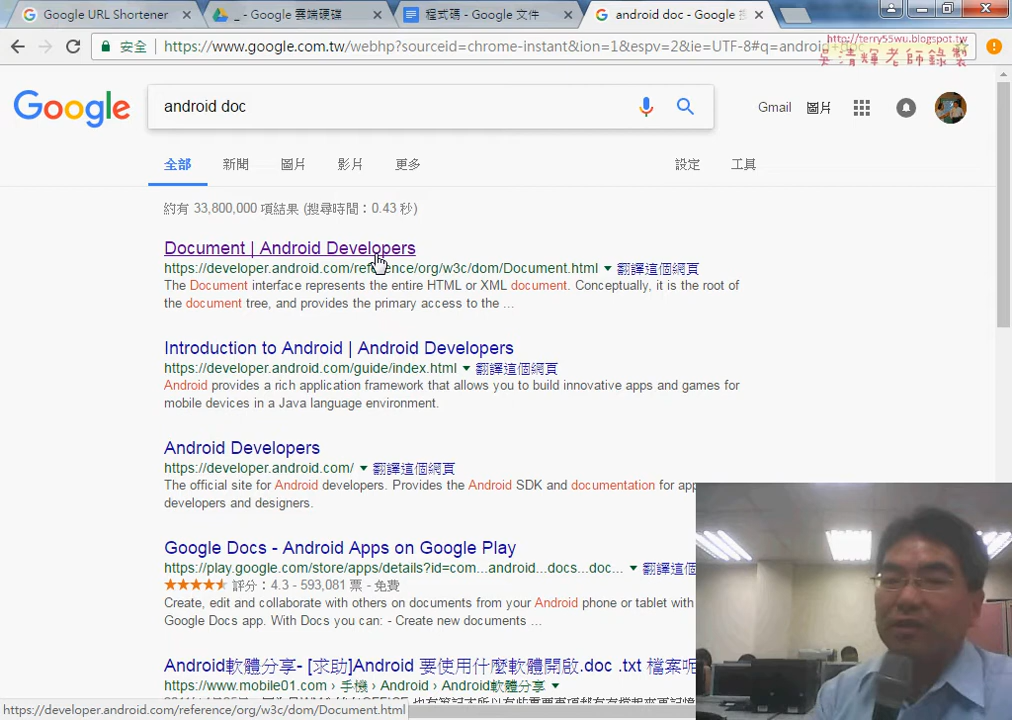 Google URL Shortener
_ - Google 雲端硬碟
程式碼 - Google 文件
android doc - Google
安全
https://www.google.com.tw/webhp?sourceid=chrome-instant&ion=1&espv=2&ie=UTF-8#q=android+doc
http://terry55wu.blogspot.tw
吳清輝老師錄製
Google
android doc
Gmail
圖片
全部
新聞
圖片
影片
更多
設定
工具
約有 33,800,000 項結果 (搜尋時間：0.43 秒)
Document | Android Developers
https://developer.android.com/reference/org/w3c/dom/Document.html ▼ 翻譯這個網頁
The Document interface represents the entire HTML or XML document. Conceptually, it is the root of
the document tree, and provides the primary access to the ...
Introduction to Android | Android Developers
https://developer.android.com/guide/index.html ▼ 翻譯這個網頁
Android provides a rich application framework that allows you to build innovative apps and games for
mobile devices in a Java language environment.
Android Developers
https://developer.android.com/ ▼ 翻譯這個網頁
The official site for Android developers. Provides the Android SDK and documentation for app
developers and designers.
Google Docs - Android Apps on Google Play
https://play.google.com/store/apps/details?id=com...android...docs...doc... ▼ 翻譯這個
評分：4.3 - 593,081 票 - 免費
Create, edit and collaborate with others on documents from your Android phone or tablet with
Google Docs app. With Docs you can: - Create new documents ...
Android軟體分享- [求助]Android 要使用什麼軟體開啟.doc .txt 檔案呢
https://www.mobile01.com › 手機 › Android › Android軟體分享 ▼
https://developer.android.com/reference/org/w3c/dom/Document.html